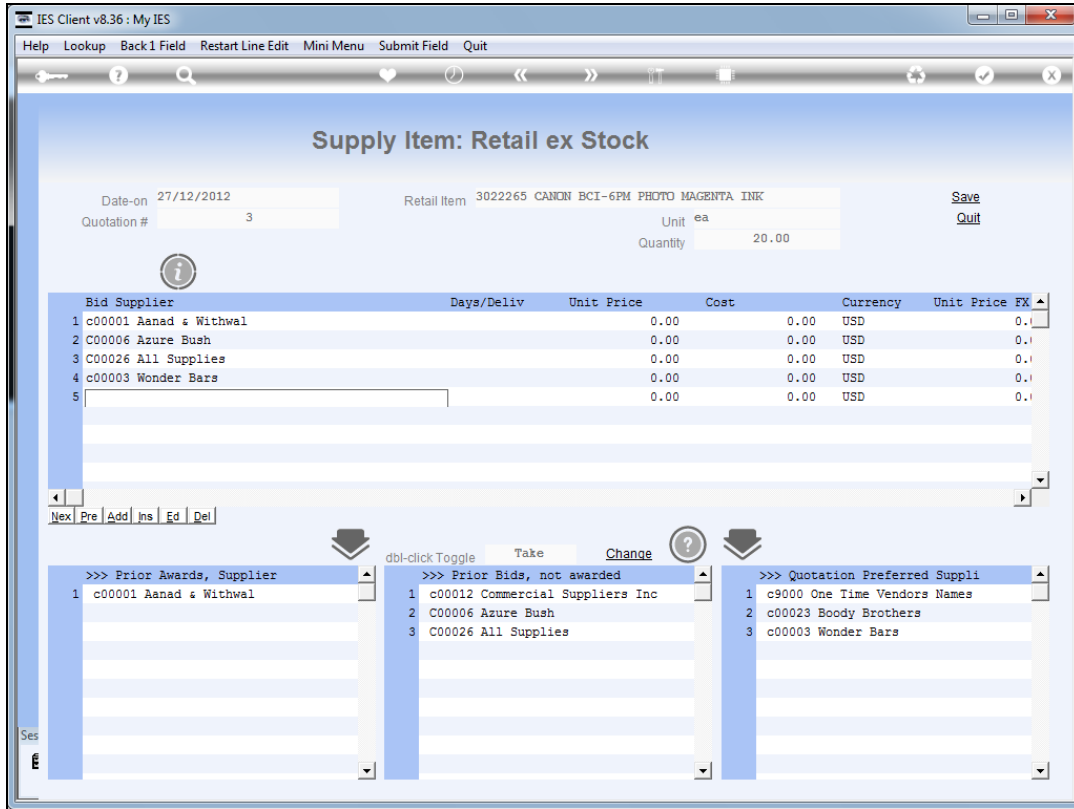 IES Client v8.36 : My IES
Help Lookup Back 1 Field Restart Line Edit Mini Menu Submit Field Quit
Supply Item: Retail ex Stock
Date-on 27/12/2012 Retail Item 3022265 CANON BCI-6PM PHOTO MAGENTA INK Save
Quotation # 3 Unit ea Quit
Quantity 20.00
Bid Supplier Days/Deliv Unit Price Cost Currency Unit Price FX
1 c00001 Aanad & Withwal 0.00 0.00 USD 0.
2 C00006 Azure Bush 0.00 0.00 USD 0.
3 C00026 All Supplies 0.00 0.00 USD 0.
4 c00003 Wonder Bars 0.00 0.00 USD 0.
5 0.00 0.00 USD 0.
Nex Pre Add Ins Ed Del
dbl-click Toggle Take Change
>>> Prior Awards, Supplier >>> Prior Bids, not awarded >>> Quotation Preferred Suppli
1 c00001 Aanad & Withwal 1 c00012 Commercial Suppliers Inc 1 c9000 One Time Vendors Names
2 C00006 Azure Bush 2 c00023 Boody Brothers
3 C00026 All Supplies 3 c00003 Wonder Bars
Ses